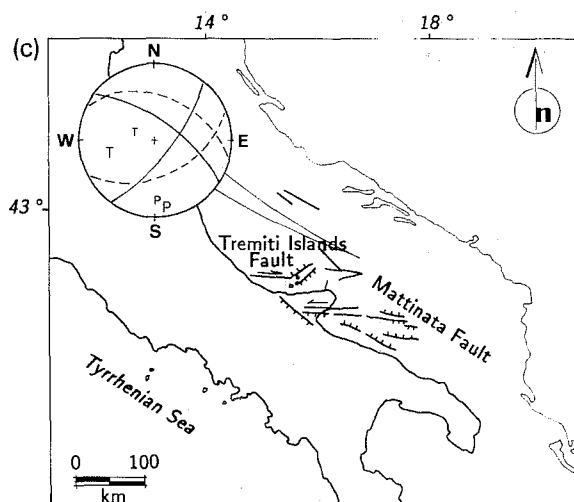 (c)
14°
18°
N
n
W
T
T
E
P
P
S
43°
Tremiti Islands
Fault
Mattinata Fault
Tyrrhenian Sea
0
100
km